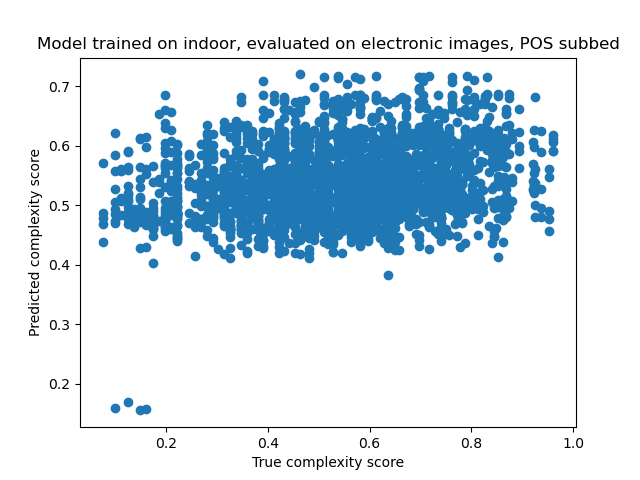 Model trained on indoor, evaluated on electronic images, POS subbed
0.7
0.6
0.5
0.4
0.3
0.2
Predicted complexity score
0.2 0.4 0.6 0.8 1.0
True complexity score